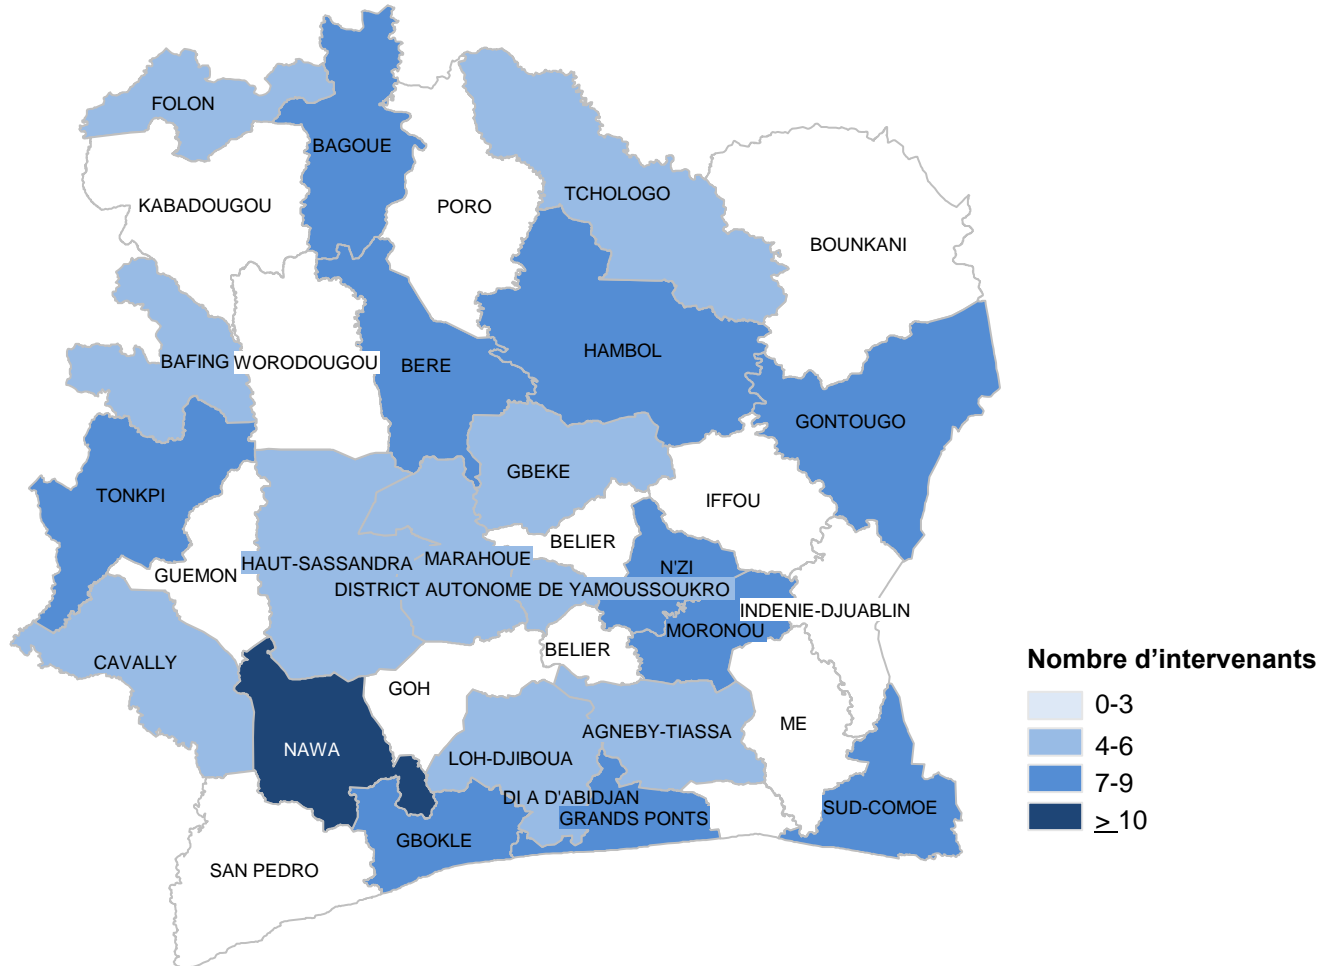 FOLON
BAGOUE
KABADOUGOU
PORO
TCHOLOGO
BOUNKANI
BAFING
WORODOUGOU
BERE
HAMBOL
GONTOUGO
TONKPI
GBEKE
IFFOU
BELIER
GUEMON
HAUT-SASSANDRA
MARAHOUE
N'ZI
DISTRICT AUTONOME DE YAMOUSSOUKRO
INDENIE-DJUABLIN
MORONOU
BELIER
CAVALLY
GOH
NAWA
LOH-DJIBOUA
AGNEBY-TIASSA
ME
DI A D'ABIDJAN
GRANDS PONTS
SUD-COMOE
GBOKLE
SAN PEDRO
Nombre d’intervenants
0-3
4-6
7-9
> 10